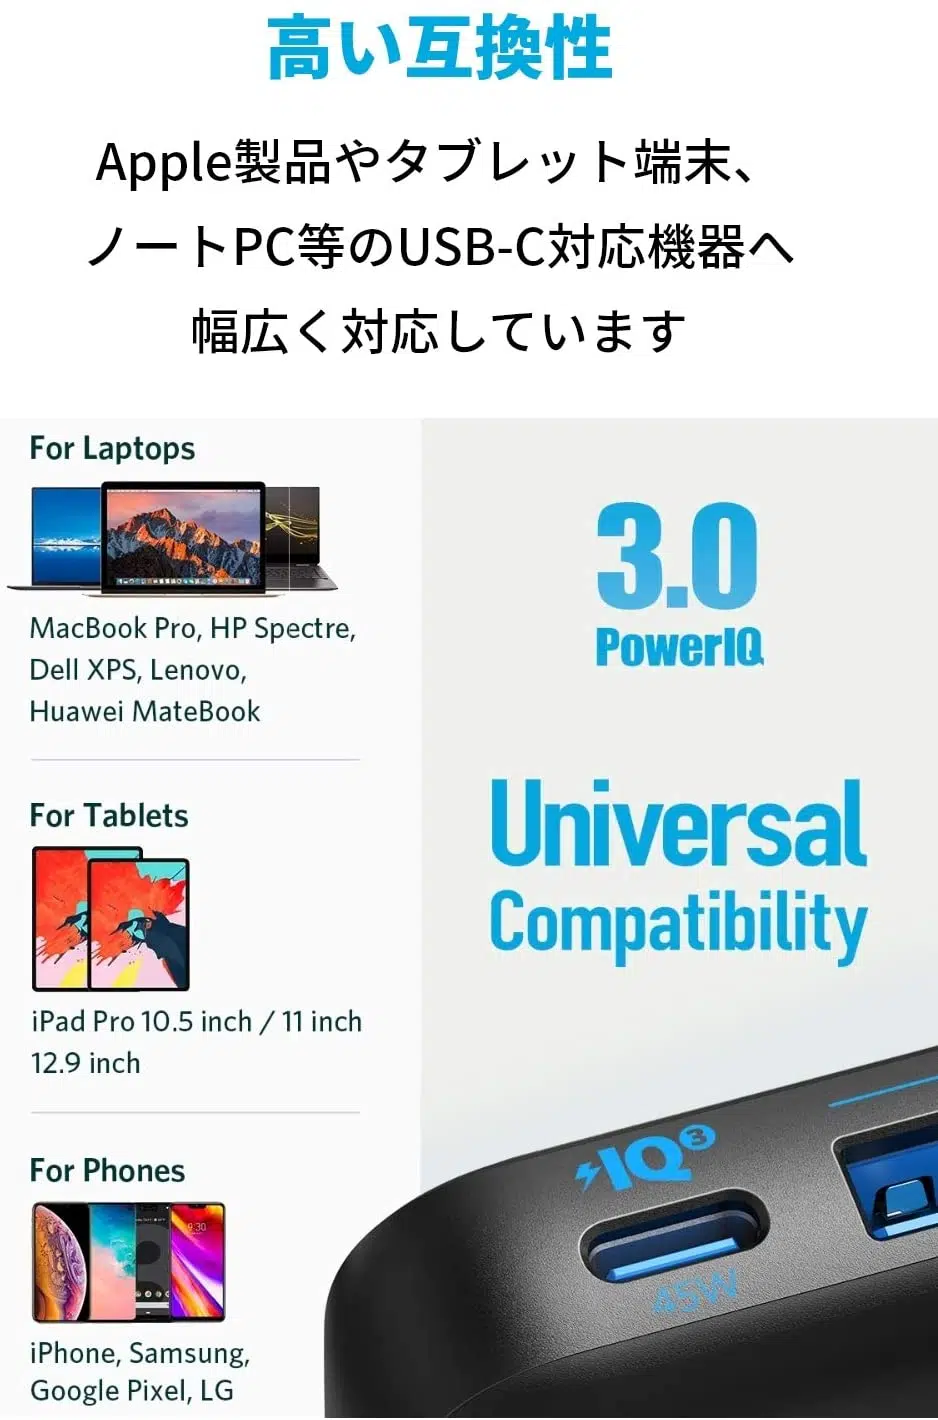 高い互換性
Apple製品やタブレット端末、
ノートPC等のUSB-C対応機器へ
幅広く対応しています
For Laptops
MacBook Pro, HP Spectre,
Dell XPS, Lenovo,
Huawei MateBook
For Tablets
iPad Pro 10.5 inch / 11 inch
12.9 inch
For Phones
iPhone, Samsung,
Google Pixel, LG
3.0
PowerIQ
Universal
Compatibility
IQ3
45W